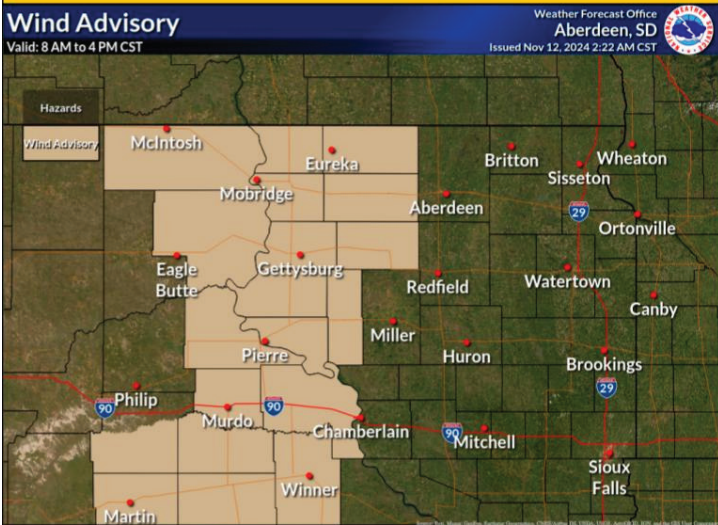 Wind Advisory
Valid: 8 AM to 4 PM CST
Weather Forecast Office
Aberdeen, SD
Issued Nov 12, 2024 2:22 AM CST
Hazards
Wind Advisory
McIntosh
Eureka
Britton
Wheaton
Sisseton
Mobridge
Aberdeen
29
Ortonville
Eagle
Butte
Gettysburg
Redfield
Watertown
Canby
Miller
Pierre
Huron
Brookings
29
Philip
90
Murdo
90
Chamberlain
90
Mitchell
Sioux
Falls
Winner
Martin